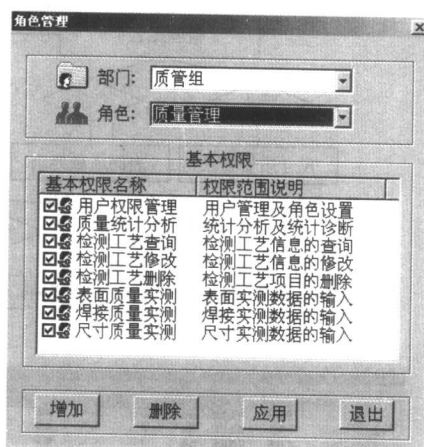 角色管理
部门: 质管组
角色: 质量管理
基本权限
基本权限名称 权限范围说明
用户权限管理 用户管理及角色设置
质量统计分析 统计分析及统计诊断
检测工艺查询 检测工艺信息的查询
检测工艺修改 检测工艺信息的修改
检测工艺删除 检测工艺项目的删除
表面质量实测 表面实测数据的输入
焊接质量实测 焊接实测数据的输入
尺寸质量实测 尺寸实测数据的输入
增加 删除 应用 退出